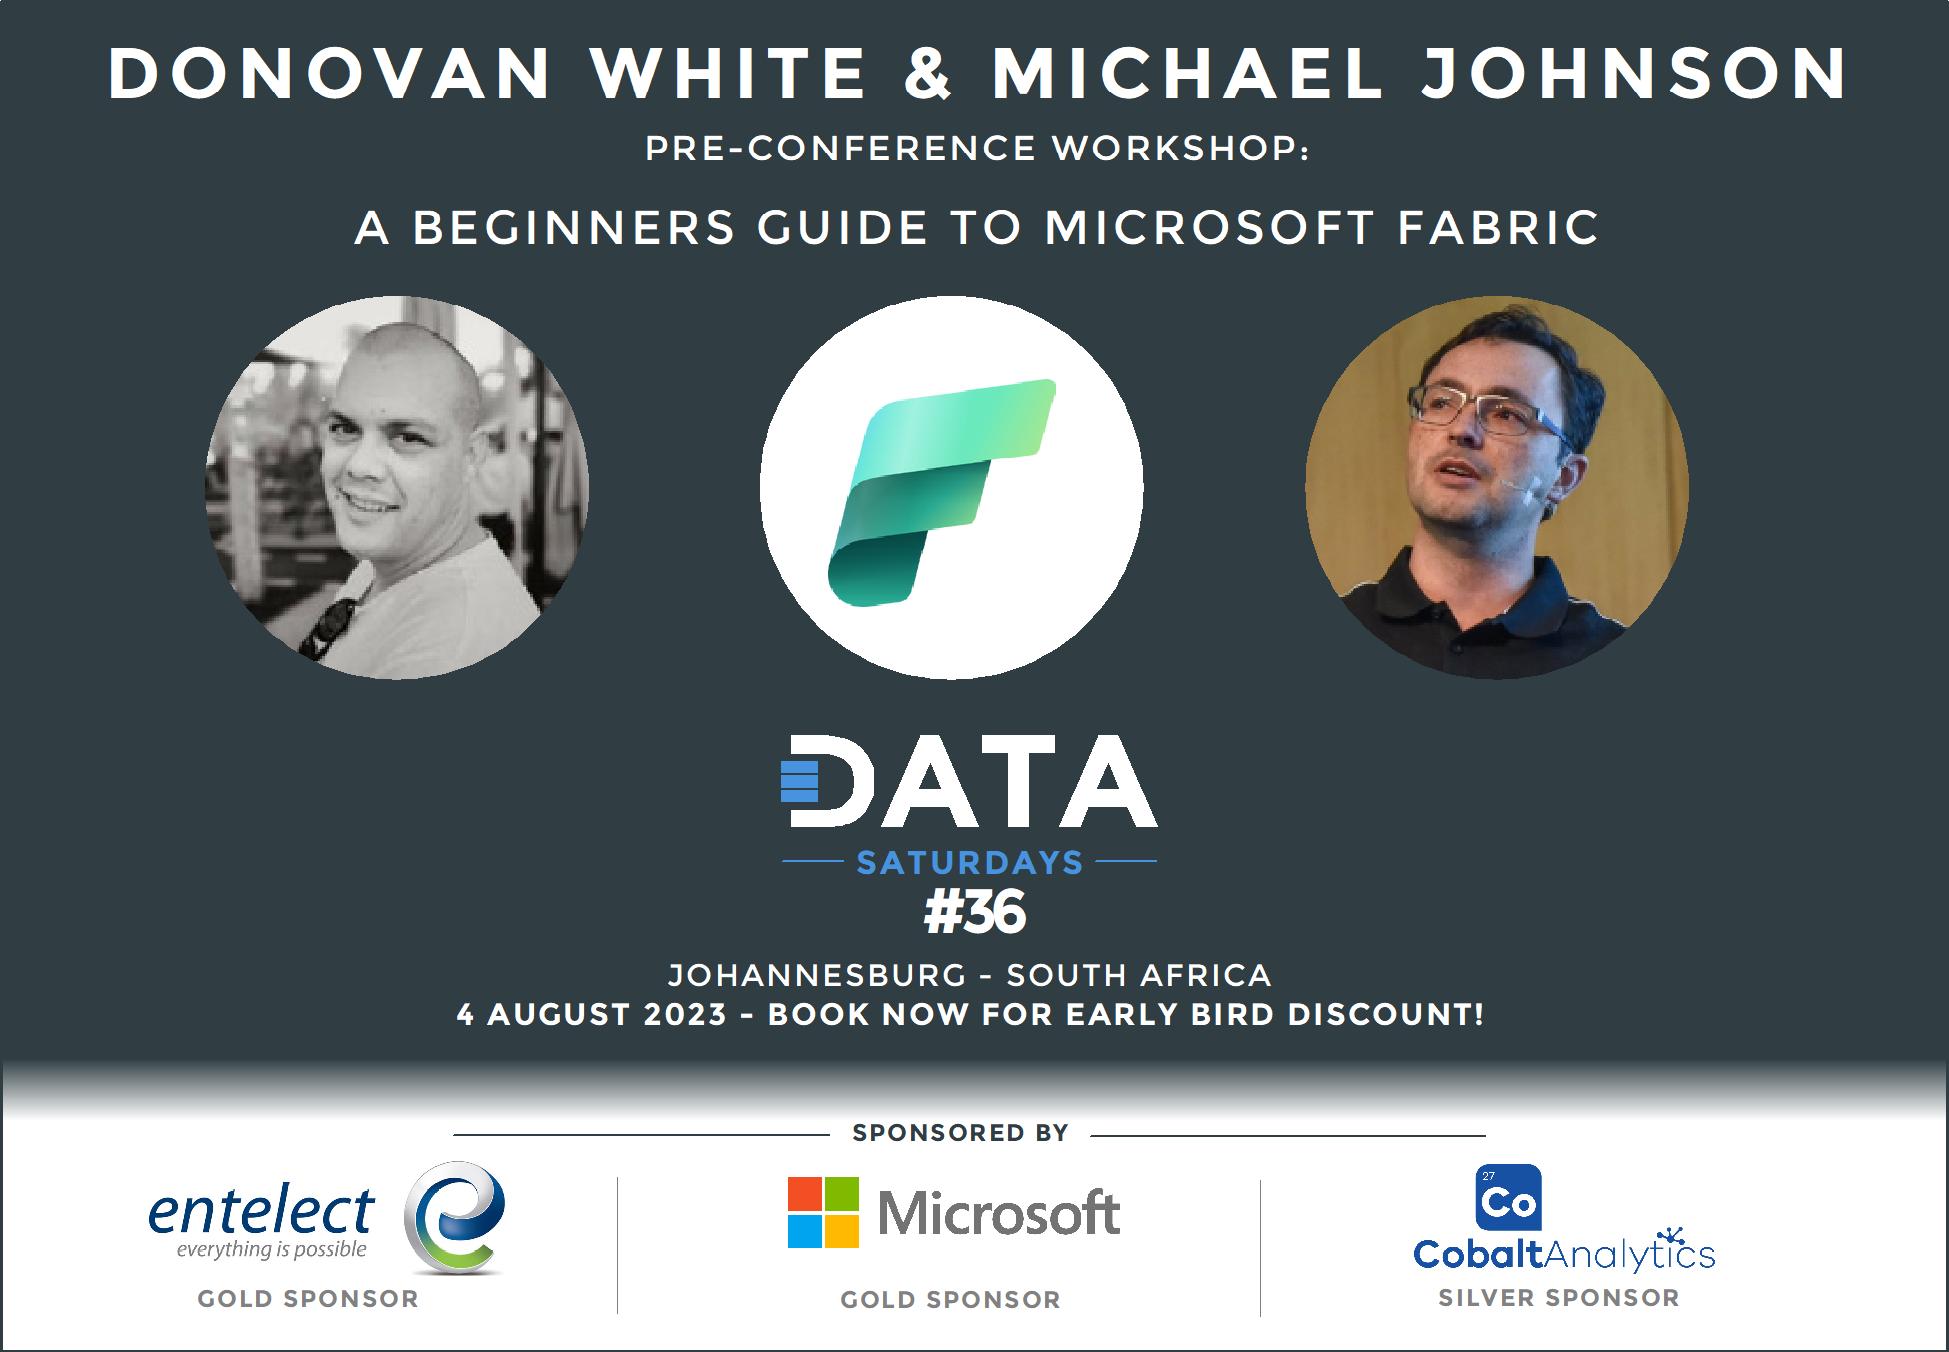 DONOVAN WHITE & MICHAEL JOHNSON
PRE-CONFERENCE WORKSHOP:
A BEGINNERS GUIDE TO MICROSOFT FABRIC
DATA
SATURDAYS
#36
JOHANNESBURG - SOUTH AFRICA
4 AUGUST 2023 - BOOK NOW FOR EARLY BIRD DISCOUNT!
SPONSORED BY
entelect
everything is possible
GOLD SPONSOR
Microsoft
GOLD SPONSOR
27
Co
CobaltAnalytics
SILVER SPONSOR